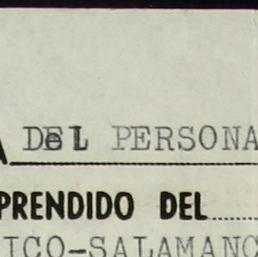 A DEL PERSONA
PRENDIDO DEL
ICO-SALAMANC